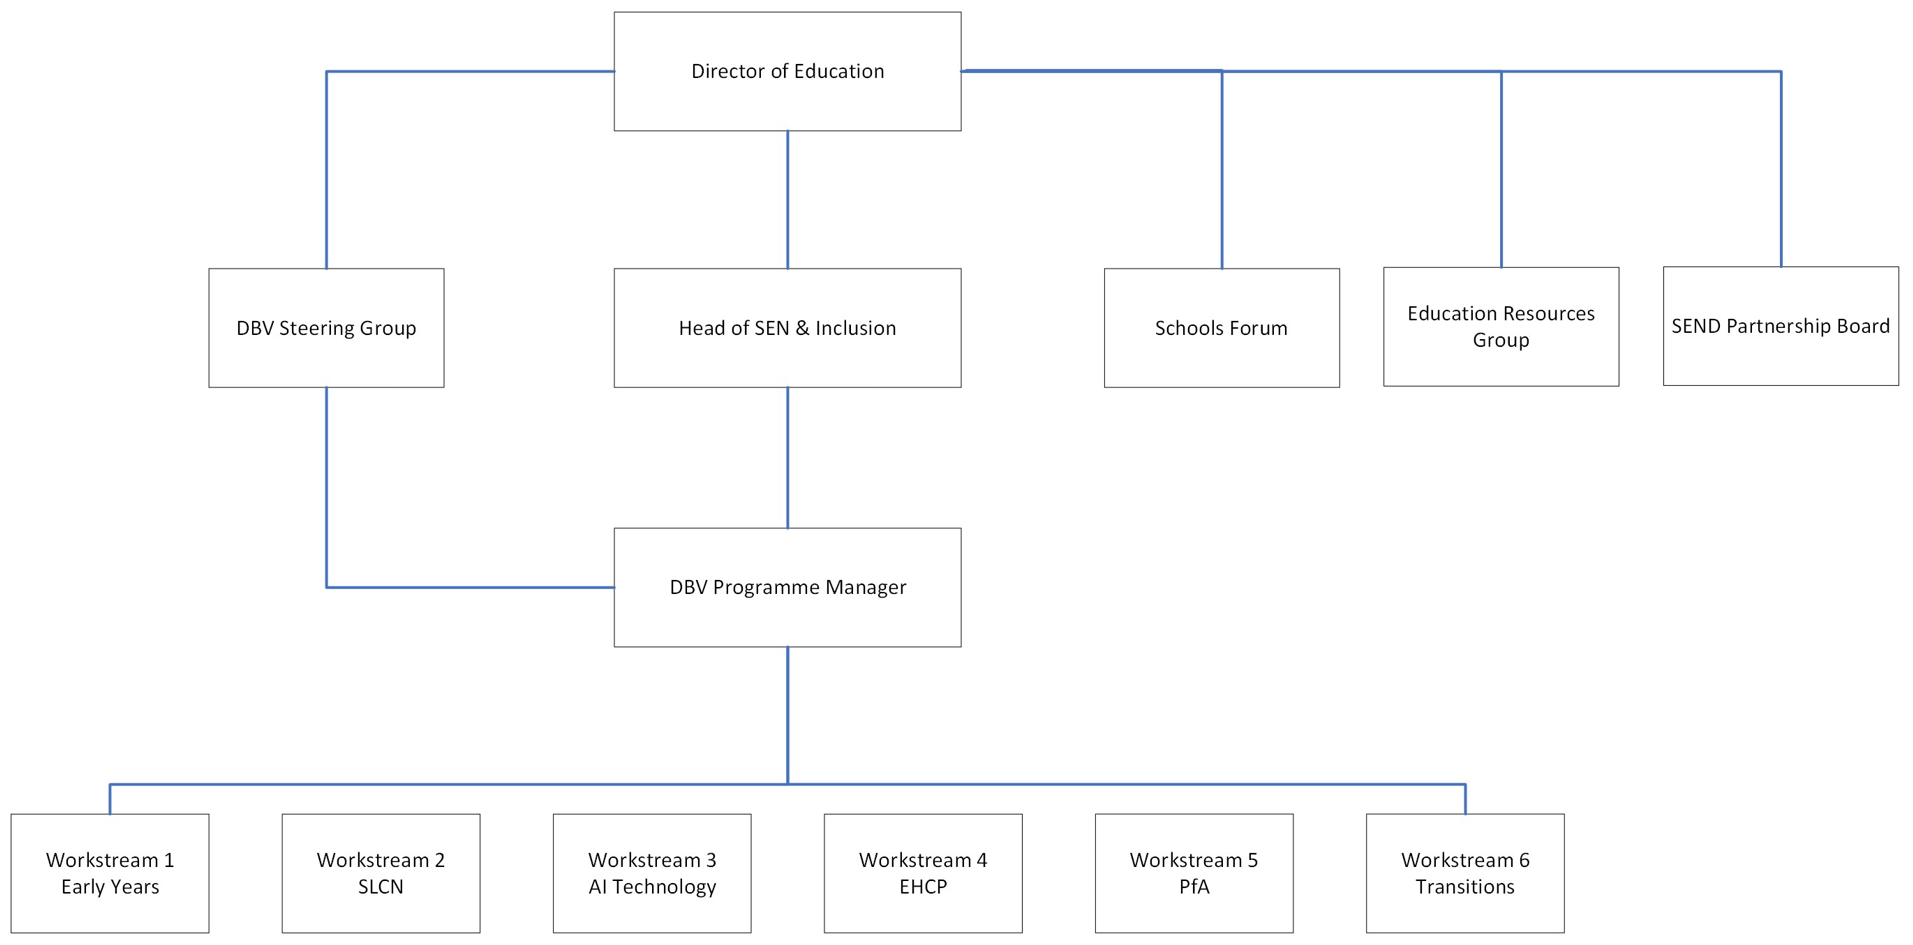 Director of Education
DBV Steering Group
Head of SEN & Inclusion
Schools Forum
Education Resources
Group
SEND Partnership Board
DBV Programme Manager
Workstream 1
Early Years
Workstream 2
SLCN
Workstream 3
AI Technology
Workstream 4
EHCP
Workstream 5
PfA
Workstream 6
Transitions